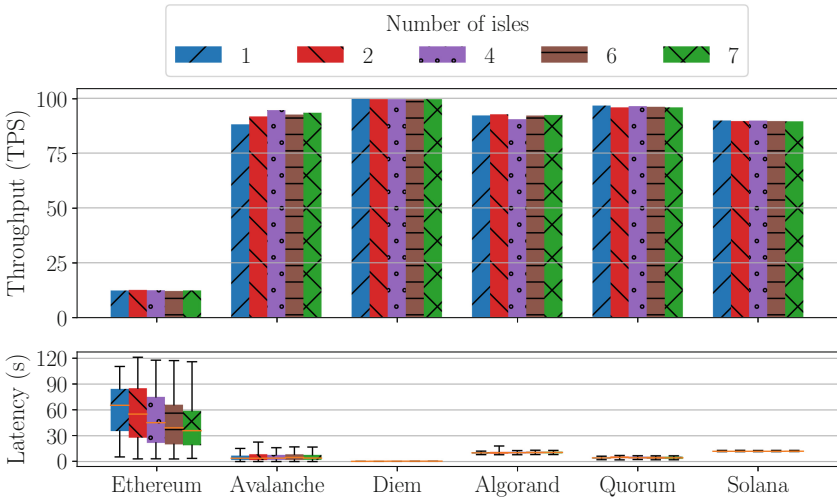 Number of isles
1 2 4 6 7
Throughput (TPS)
100
75
50
25
0
Latency (s)
120
90
60
30
0
Ethereum Avalanche Diem Algorand Quorum Solana